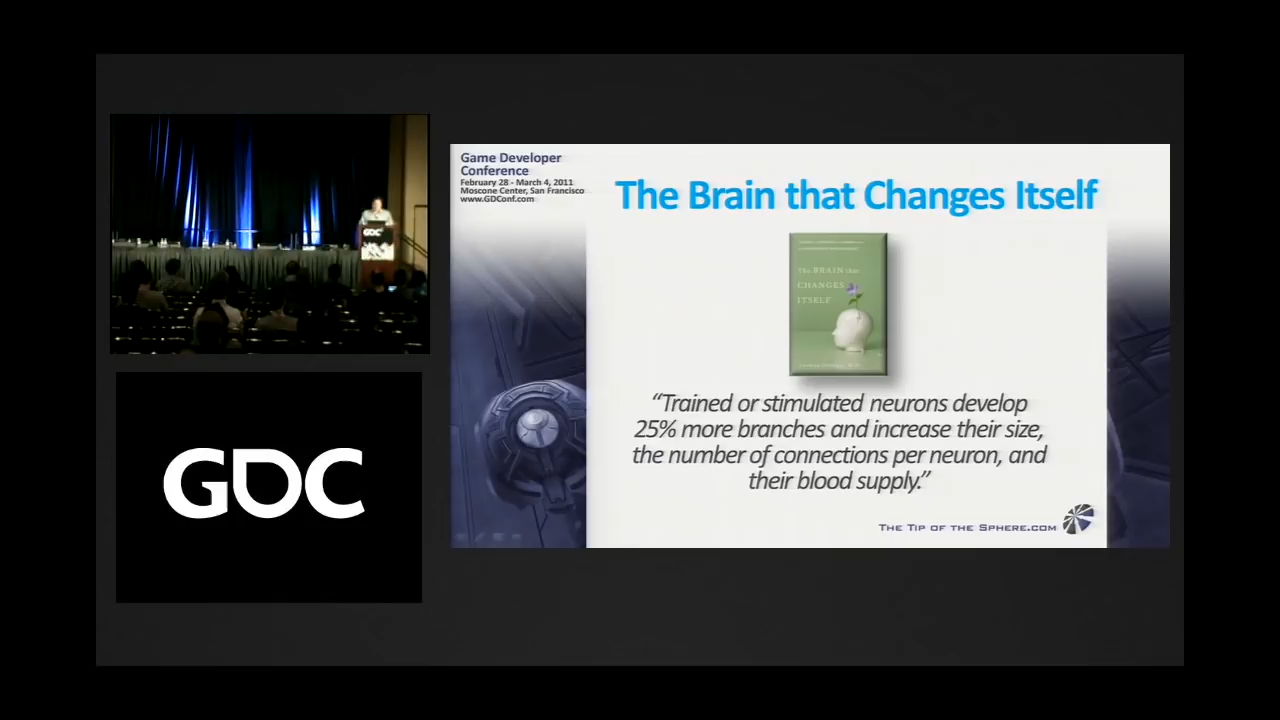 Game Developer
Conference
February 28 - March 4, 2011
Moscone Center, San Francisco
www.GDConf.com
The Brain that Changes Itself
The BRAIN that
CHANGES
ITSELF
“Trained or stimulated neurons develop
25% more branches and increase their size,
the number of connections per neuron, and
their blood supply.”
The Tip of the Sphere.com
GDC
GDC